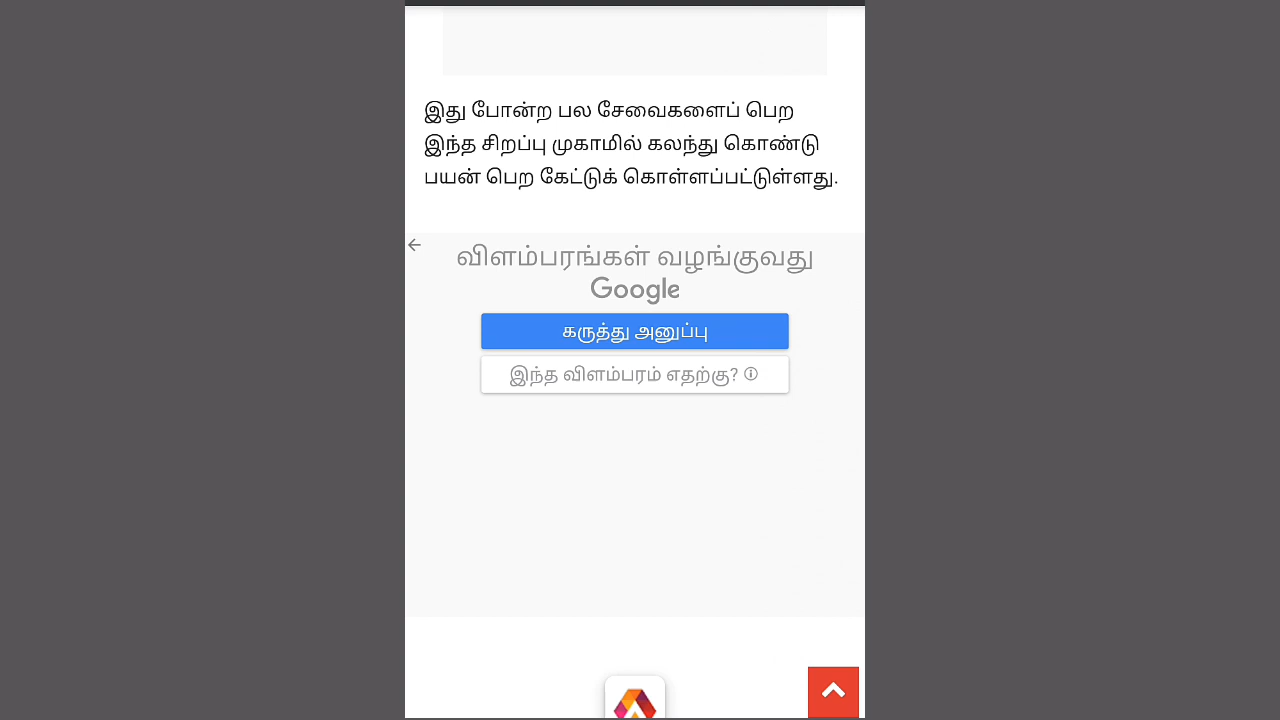 இது போன்ற பல சேவைகளைப் பெற
இந்த சிறப்பு முகாமில் கலந்து கொண்டு
பயன் பெற கேட்டுக் கொள்ளப்பட்டுள்ளது.
விளம்பரங்கள் வழங்குவது
Google
கருத்து அனுப்பு
இந்த விளம்பரம் எதற்கு?